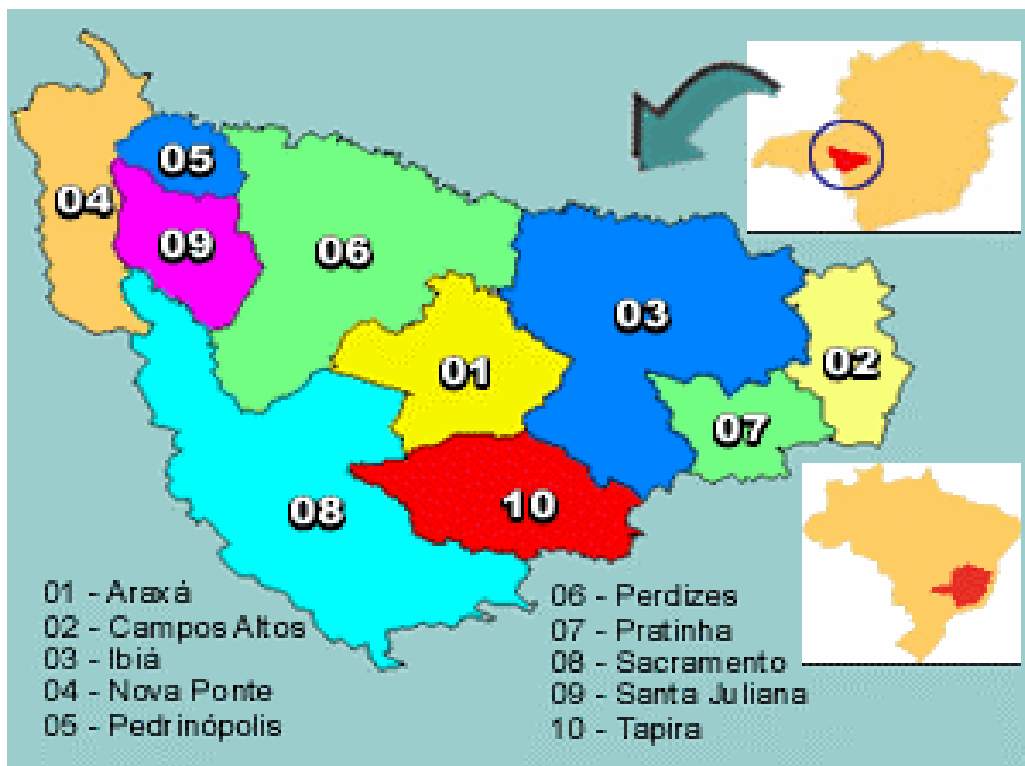 05
04
09
06
03
02
01
07
10
08
01 - Araxá
02 - Campos Altos
03 - Ibiá
04 - Nova Ponte
05 - Pedrinópolis
06 - Perdizes
07 - Pratinha
08 - Sacramento
09 - Santa Juliana
10 - Tapira